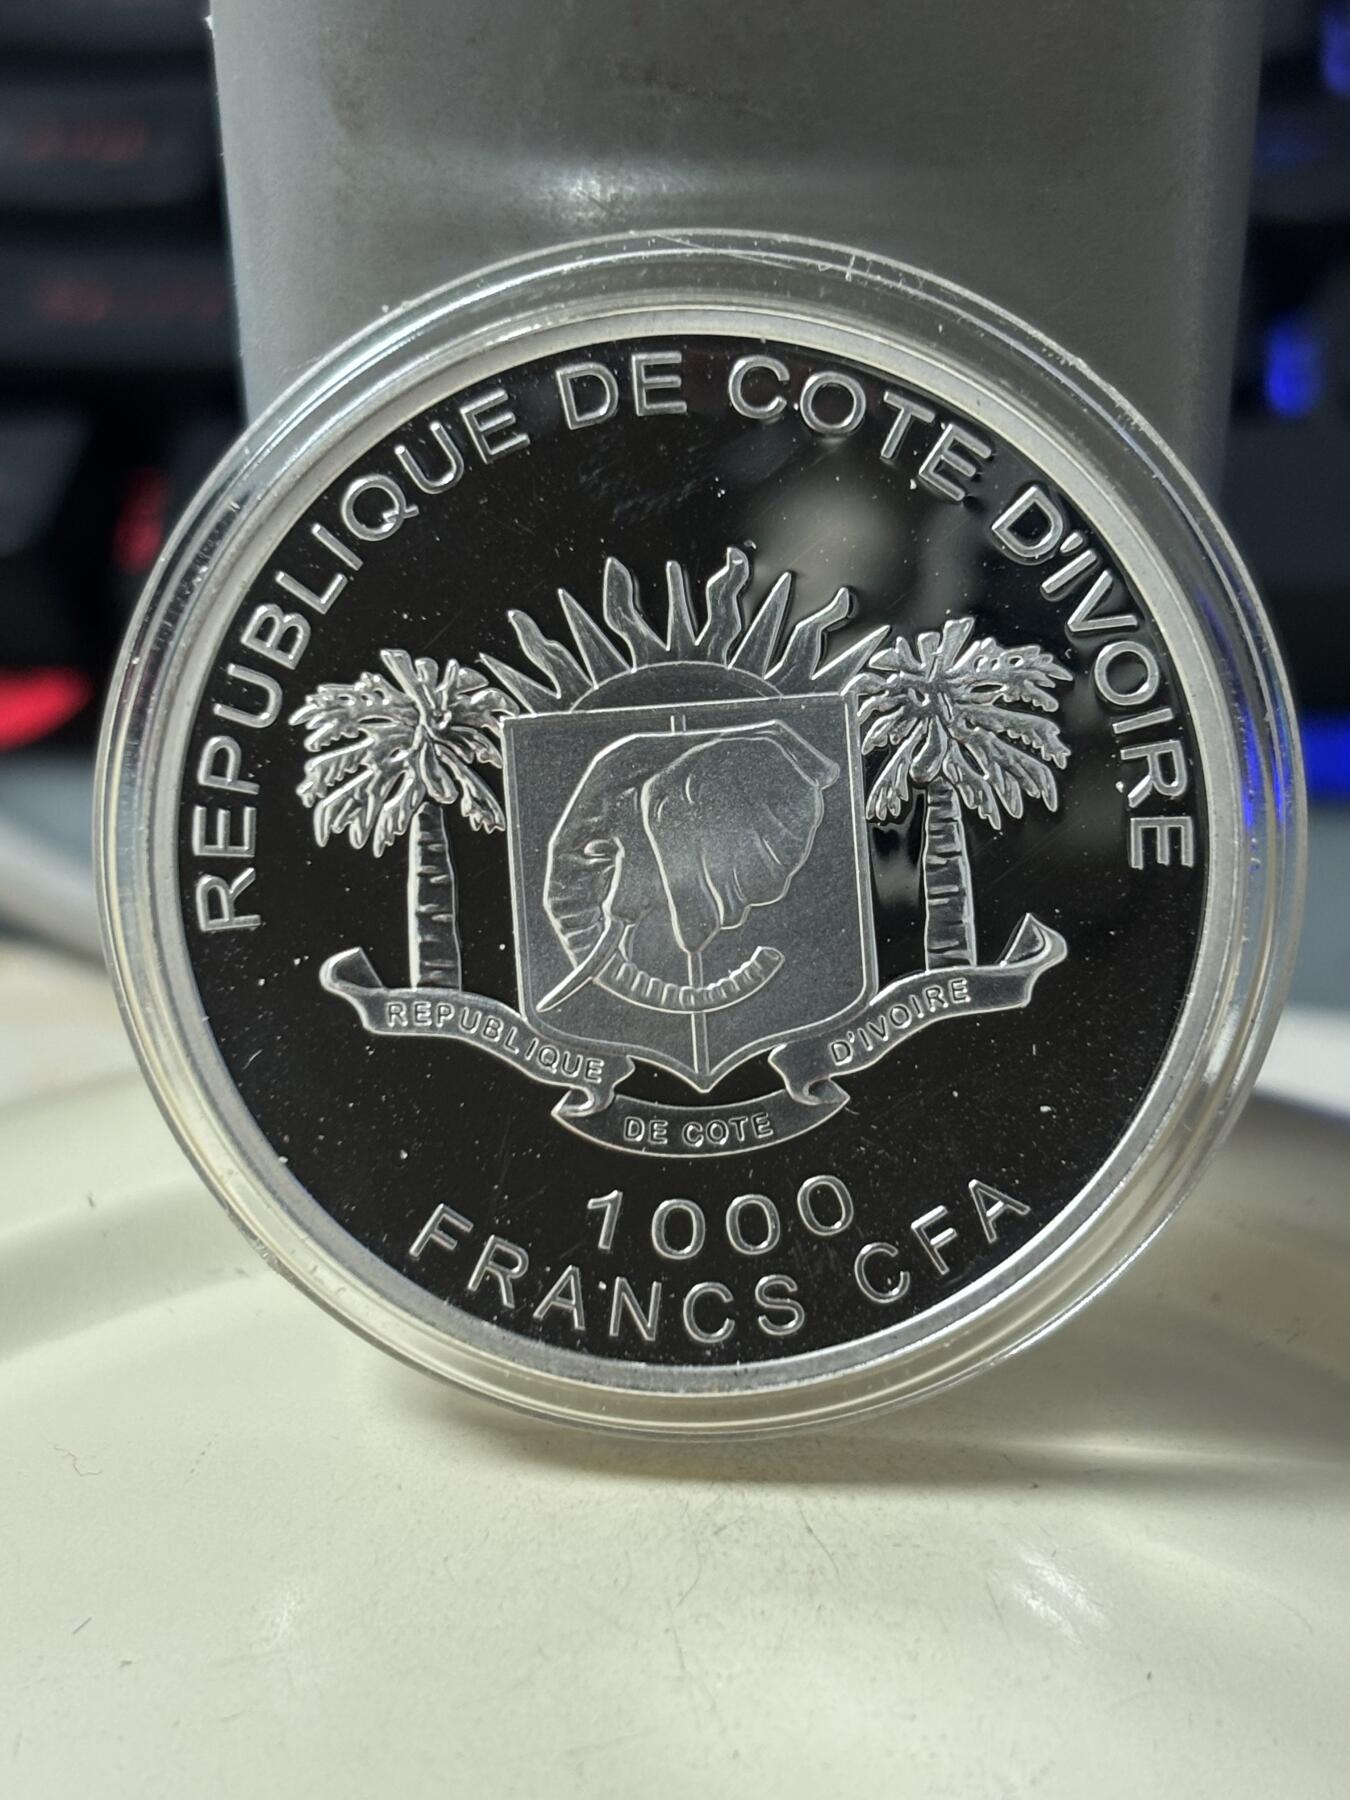 REPUBLIQUE DE COTE D'IVOIRE
REPUBLIQUE
DE COTE
D'IVOIRE
1000
FRANCS CFA